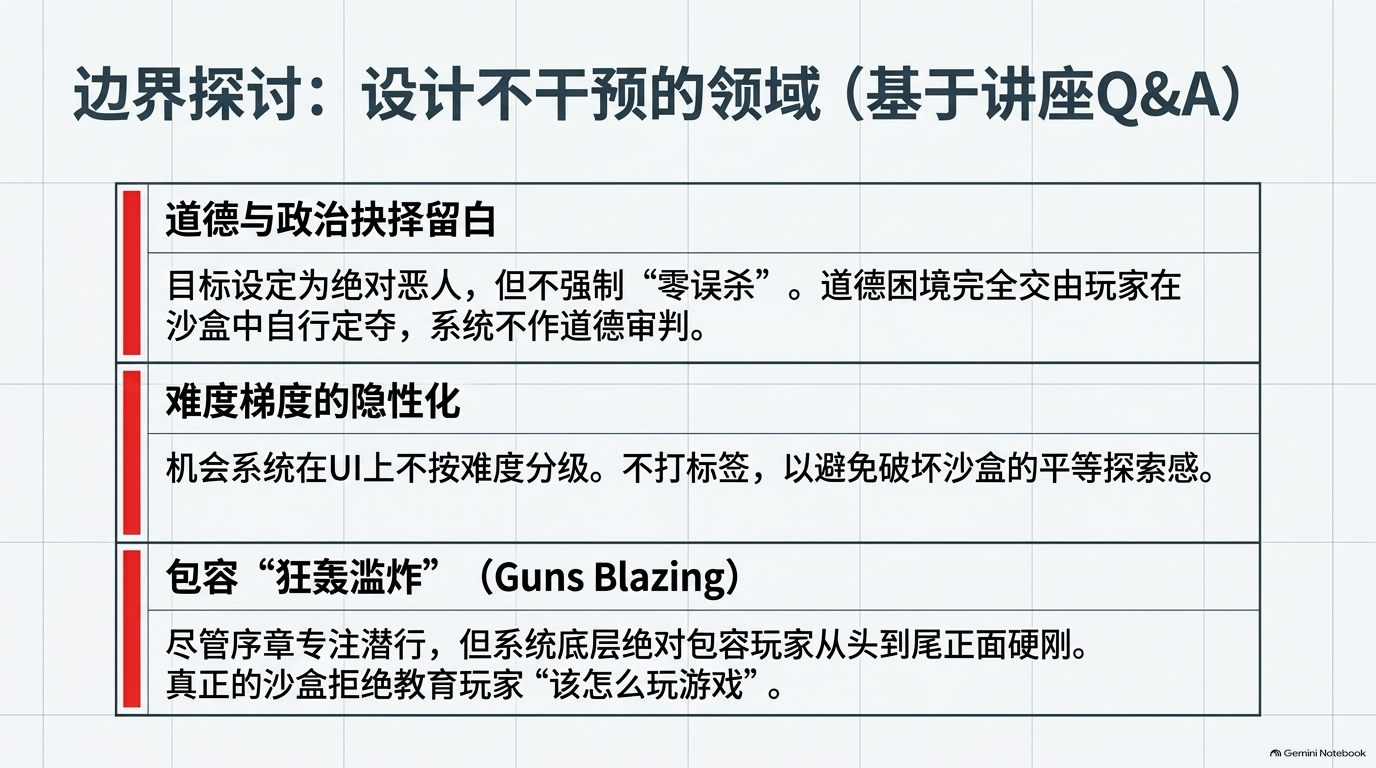 边界探讨：设计不干预的领域（基于讲座Q&A）
道德与政治抉择留白
目标设定为绝对恶人，但不强制“零误杀”。道德困境完全交由玩家在
沙盒中自行定夺，系统不作道德审判。
难度梯度的隐性化
机会系统在UI上不按难度分级。不打标签，以避免破坏沙盒的平等探索感。
包容“狂轰滥炸”（Guns Blazing）
尽管序章专注潜行，但系统底层绝对包容玩家从头到尾正面硬刚。
真正的沙盒拒绝教育玩家“该怎么玩游戏”。
Gemini Notebook